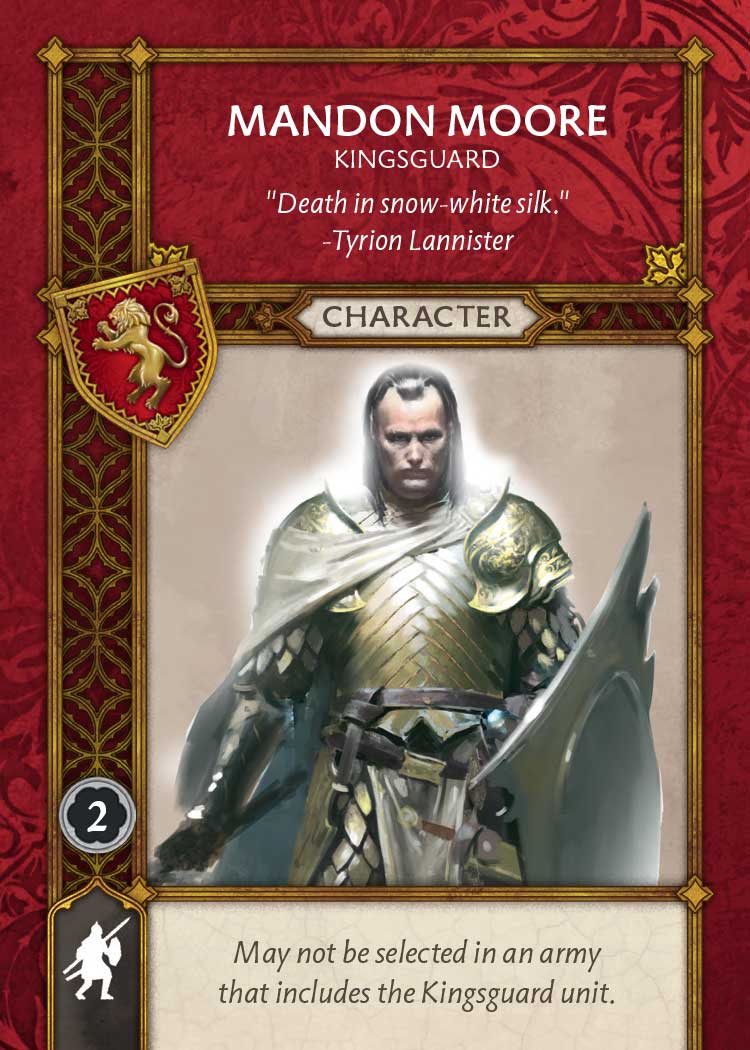 MANDON MOORE
KINGSGUARD
"Death in snow-white silk."
-Tyrion Lannister
CHARACTER
2
May not be selected in an army
that includes the Kingsguard unit.